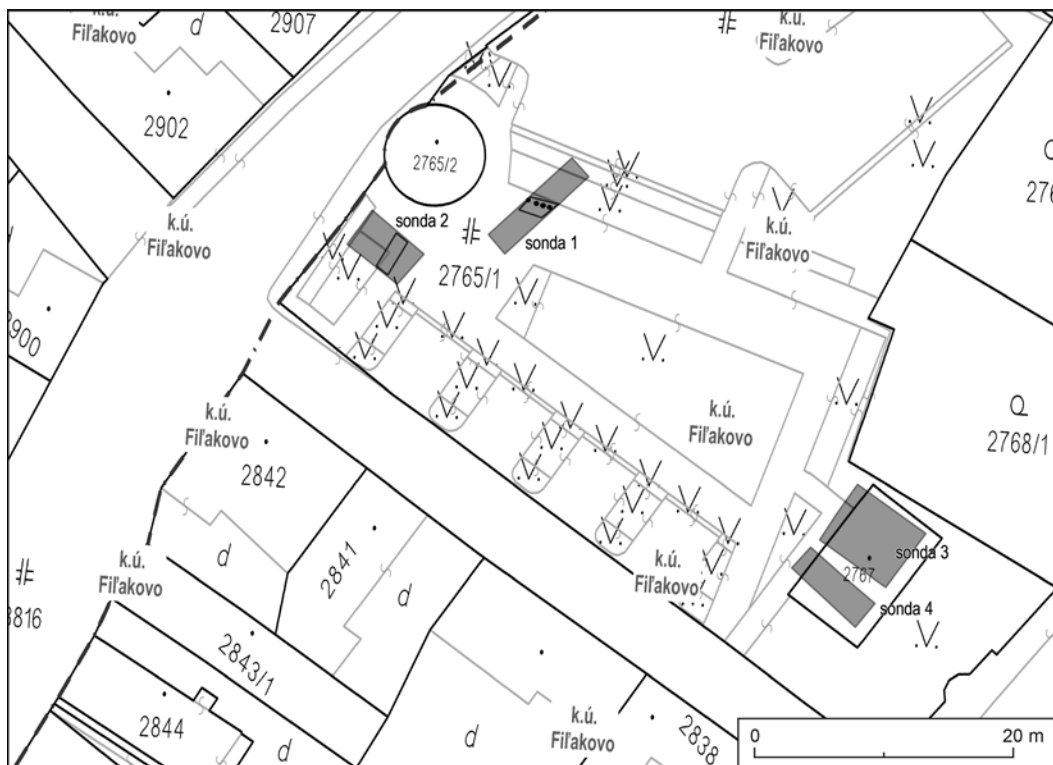 k.ú.
Fiľakovo
d
2907
k.ú.
Fiľakovo
2902
2765/2
k.ú.
Fiľakovo
sonda 2
sonda 1
k.ú.
Fiľakovo
2765/1
k.ú.
Fiľakovo
k.ú.
Fiľakovo
2768/1
2842
sonda 3
2767
k.ú.
Fiľakovo
k.ú.
Fiľakovo
d
2841
d
sonda 4
2843/1
2844
d
d
k.ú.
Fiľakovo
2838
0
20 m